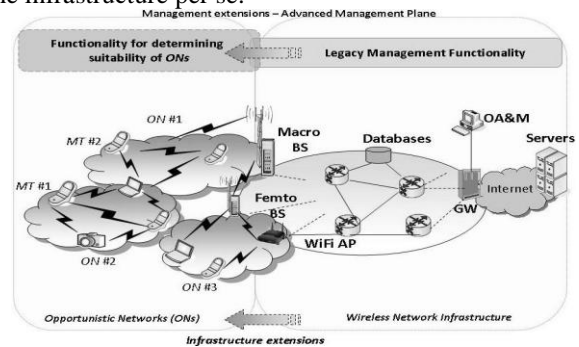 e infrastructure per se.
Management extensions – Advanced Management Plane
Functionality for determining
suitability of ONs
Legacy Management Functionality
ON #1
MT #2
Macro
BS
Databases
OA&M
Servers
MT #1
Femto
BS
Internet
GW
WiFi AP
ON #2
ON #3
Opportunistic Networks (ONs)
Wireless Network Infrastructure
Infrastructure extensions